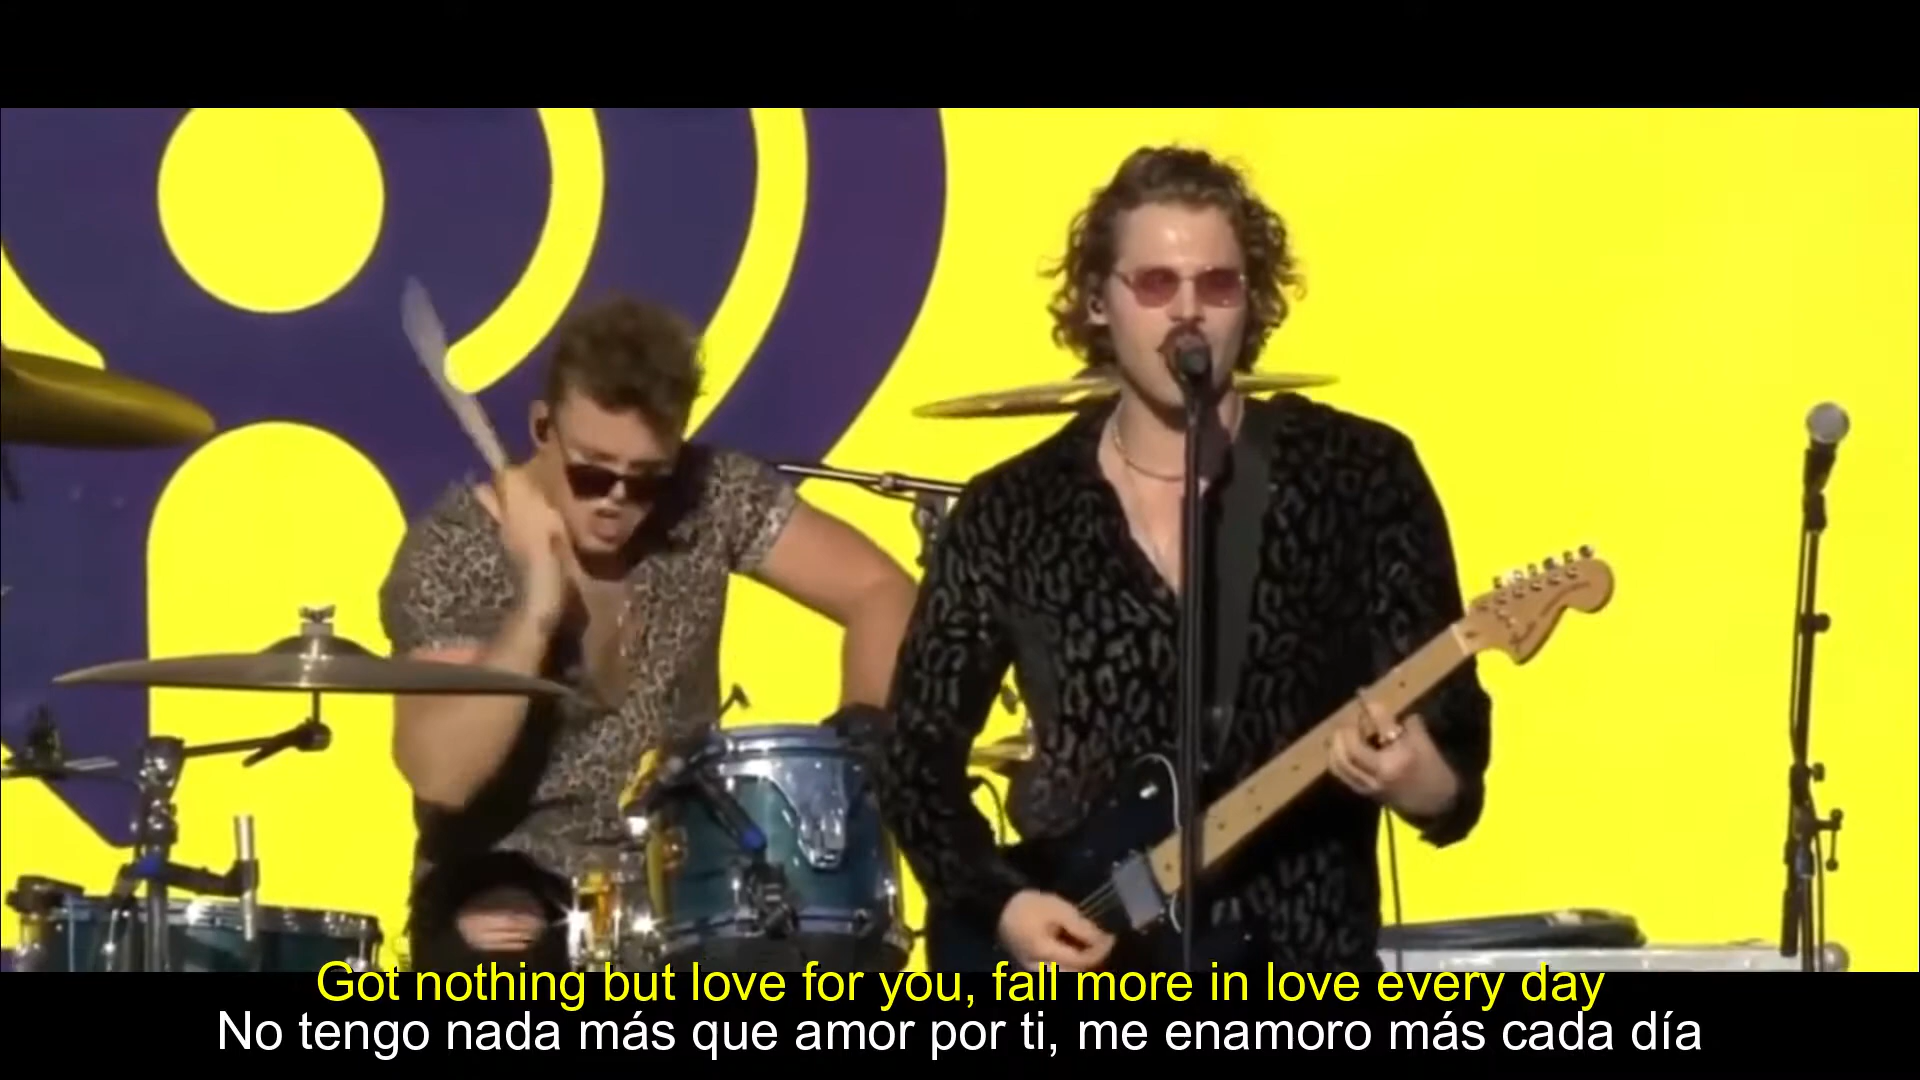 Got nothing but love for you, fall more in love every day
No tengo nada más que amor por ti, me enamoro más cada día